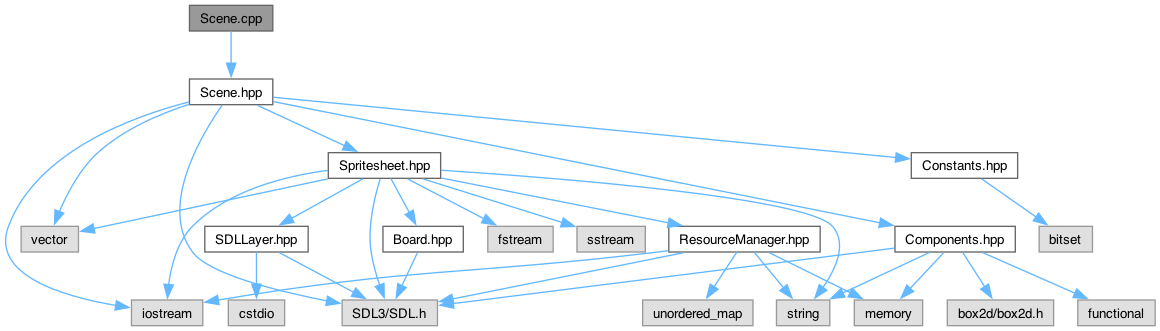 Scene.cpp
Scene.hpp
Spritesheet.hpp
Constants.hpp
vector
SDLLayer.hpp
Board.hpp
fstream
sstream
ResourceManager.hpp
Components.hpp
bitset
iostream
cstdio
SDL3/SDL.h
unordered_map
string
memory
box2d/box2d.h
functional